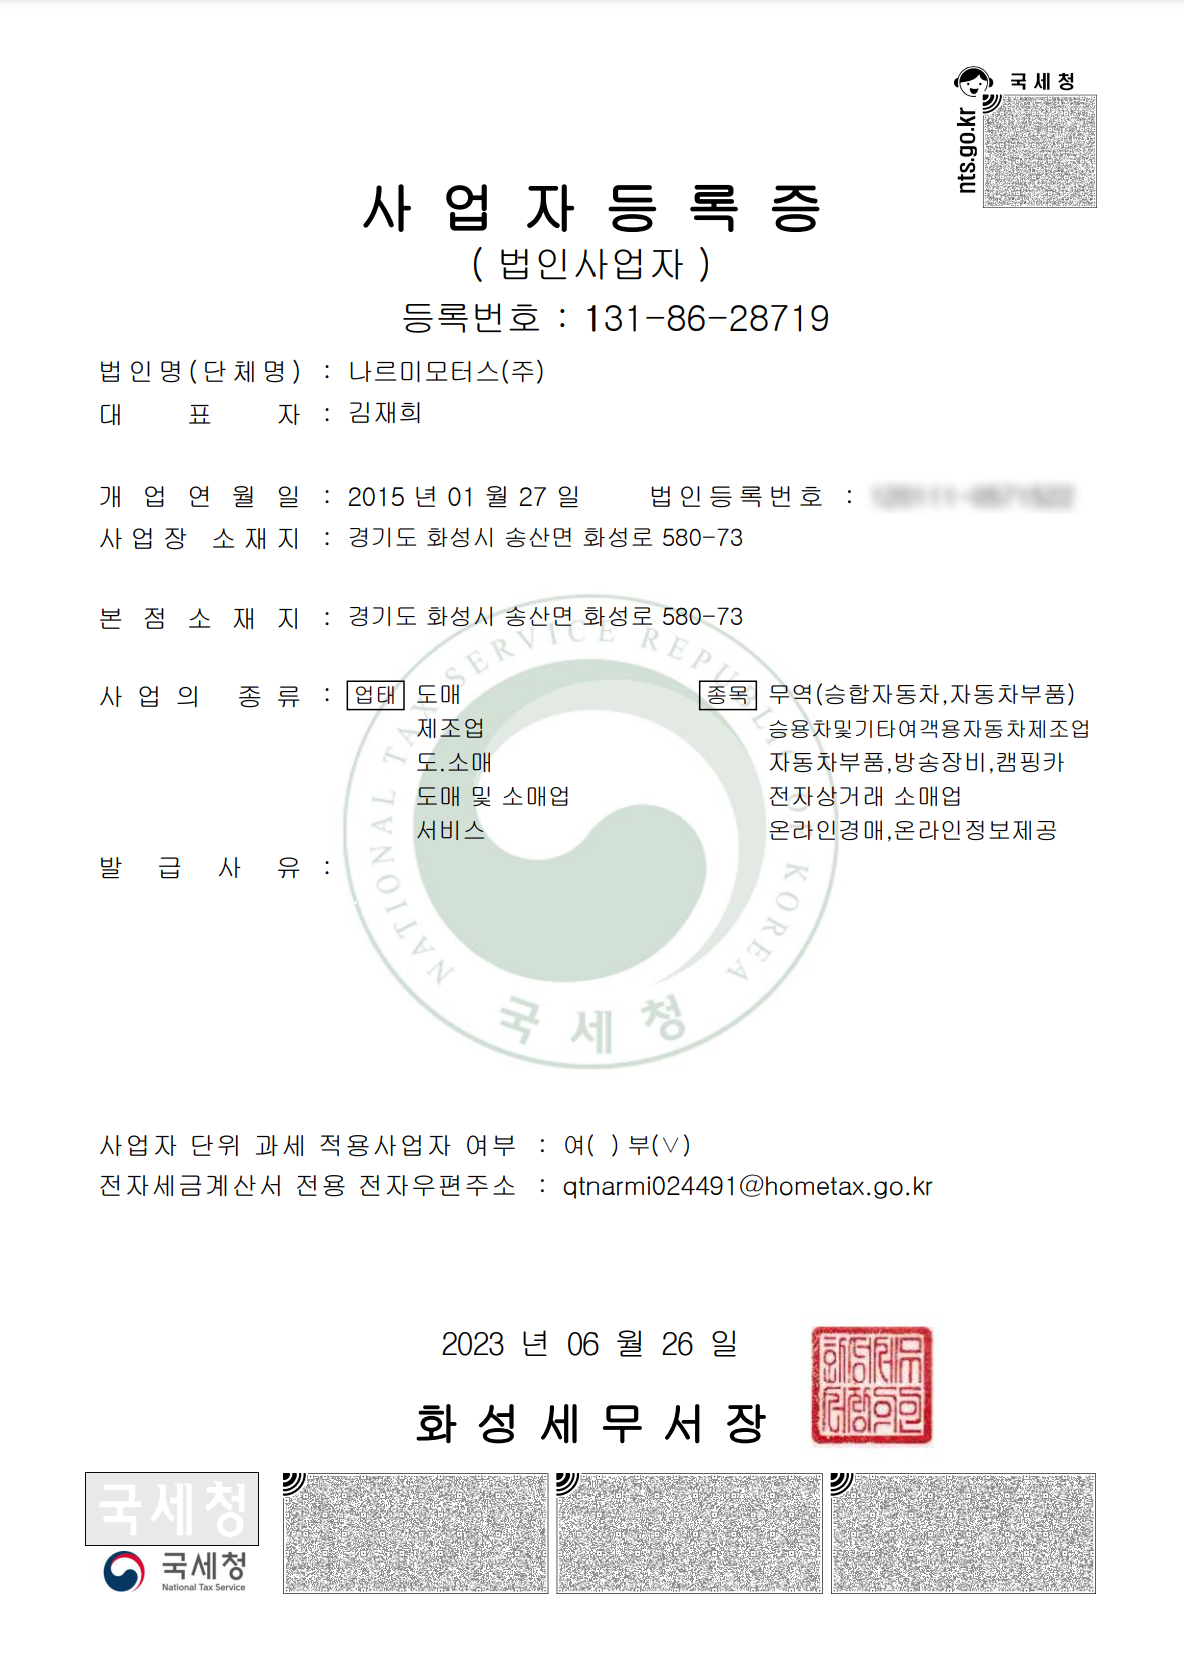 국세청
nts.go.kr
사업자등록증
( 법인사업자 )
등록번호 : 131-86-28719
법인명(단체명) : 나르미모터스(주)
대 표 자 : 김재희
개 업 연 월 일 : 2015 년 01 월 27 일 법인등록번호 :
사업장 소재지 : 경기도 화성시 송산면 화성로 580-73
본 점 소 재 지 : 경기도 화성시 송산면 화성로 580-73
사업의 종류 : 업태 도매 종목 무역(승합자동차,자동차부품)
제조업 승용차및기타여객용자동차제조업
도.소매 자동차부품,방송장비,캠핑카
도매 및 소매업 전자상거래 소매업
서비스 온라인경매,온라인정보제공
발 급 사 유 :
NATIONAL TAX SERVICE REPUBLIC OF KOREA
국세청
사업자 단위 과세 적용사업자 여부 : 여( ) 부(∨)
전자세금계산서 전용 전자우편주소 : qtnarmi024491@hometax.go.kr
2023 년 06 월 26 일
화성세무서장
국세청
국세청
National Tax Service